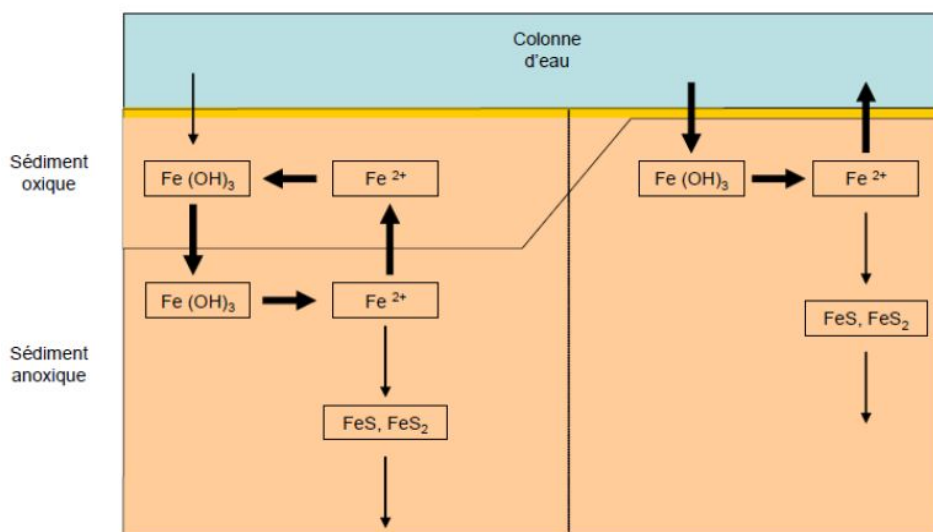 Colonne
d'eau
Sédiment
oxique
Fe (OH)₃
Fe ²⁺
Fe (OH)₃
Fe ²⁺
Fe (OH)₃
Fe ²⁺
FeS, FeS₂
Sédiment
anoxique
FeS, FeS₂